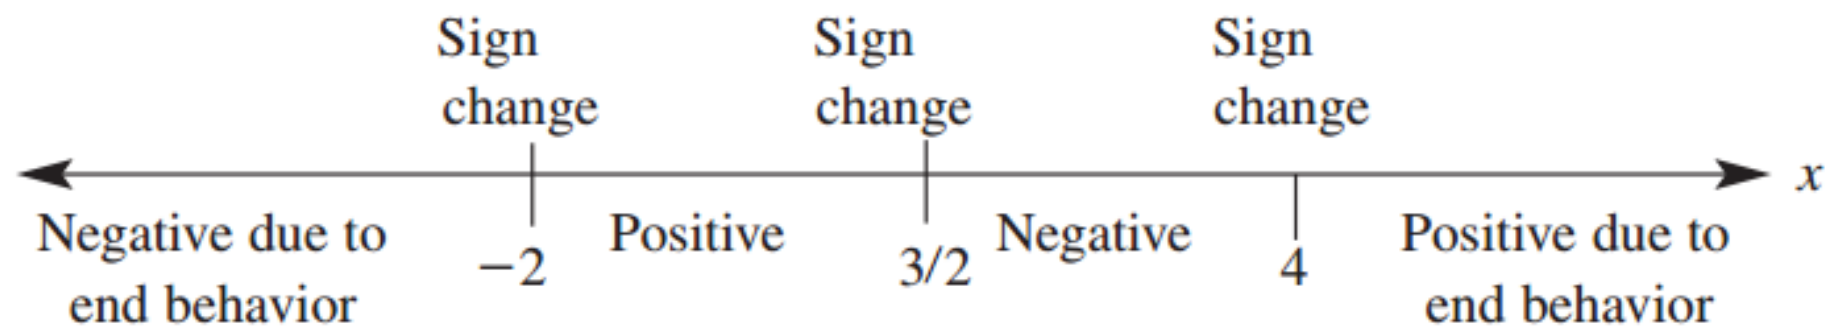 Sign Sign Sign
change change change
x
Negative due to Positive Negative Positive due to
−2 3/2 4
end behavior end behavior